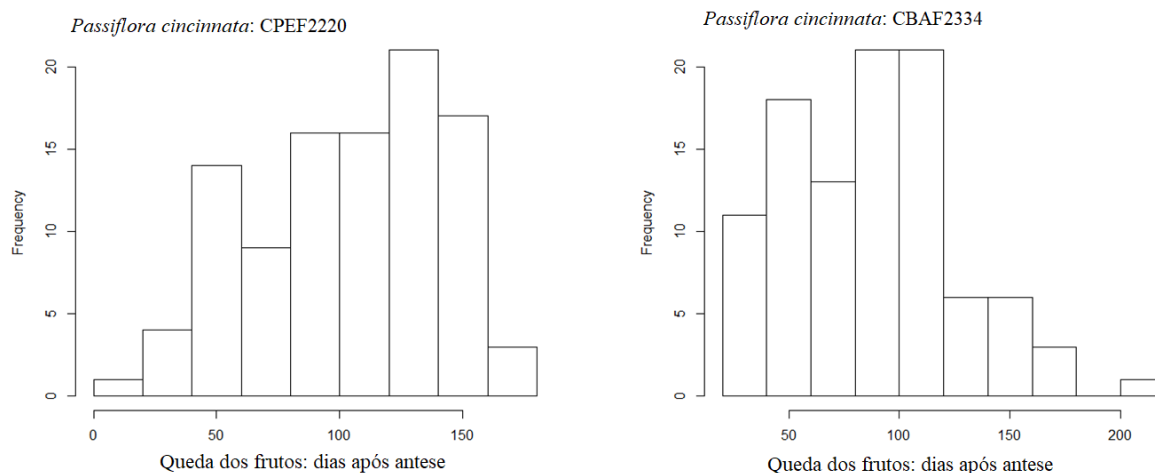 Passiflora cincinnata: CPEF2220
20
15
10
5
0
Frequency
0 50 100 150
Queda dos frutos: dias após antese
Passiflora cincinnata: CBAF2334
20
15
10
5
0
Frequency
50 100 150 200
Queda dos frutos: dias após antese